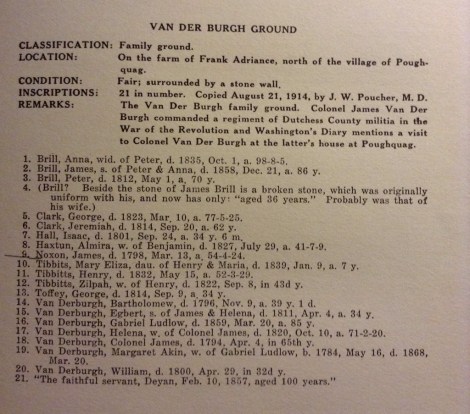 VAN DER BURGH GROUND
CLASSIFICATION: Family ground.
LOCATION: On the farm of Frank Adriance, north of the village of Pough-
quag.
CONDITION: Fair; surrounded by a stone wall.
INSCRIPTIONS: 21 in number. Copied August 21, 1914, by J. W. Poucher, M. D.
REMARKS: The Van Der Burgh family ground. Colonel James Van Der
Burgh commanded a regiment of Dutchess County militia in the
War of the Revolution and Washington's Diary mentions a visit
to Colonel Van Der Burgh at the latter's house at Poughquag.
1. Brill, Anna, wid. of Peter, d. 1835, Oct. 1, a. 98-8-5.
2. Brill, James, s. of Peter & Anna, d. 1858, Dec. 21, a. 86 y.
3. Brill, Peter, d. 1812, May 1, a. 70 y.
4. (Brill? Beside the stone of James Brill is a broken stone, which was originally
uniform with his, and now has only: "aged 36 years." Probably was that of
his wife.)
5. Clark, George, d. 1823, Mar. 10, a. 77-5-25.
6. Clark, Jeremiah, d. 1814, Sep. 20, a. 62 y.
7. Hall, Isaac, d. 1801, Sep. 24, a. 34 y. 6 m.
8. Haxtun, Almira, w. of Benjamin, d. 1827, July 29, a. 41-7-9.
9. Noxon, James, d. 1798, Mar. 13, a. 54-4-24.
10. Tibbits, Mary Eliza, dau. of Henry & Maria, d. 1839, Jan. 9, a. 7 y.
11. Tibbitts, Henry, d. 1832, May 15, a. 52-3-29.
12. Tibbitts, Zilpah, w. of Henry, d. 1822, Sep. 8, in 43d y.
13. Toffey, George, d. 1814, Sep. 9, a. 34 y.
14. Van Derburgh, Bartholomew, d. 1796, Nov. 9, a. 39 y. 1 d.
15. Van Derburgh, Egbert, s. of James & Helena, d. 1811, Apr. 4, a. 34 y.
16. Van Derburgh, Gabriel Ludlow, d. 1859, Mar. 20, a. 85 y.
17. Van Derburgh, Helena, w. of Colonel James, d. 1820, Oct. 10, a. 71-2-20.
18. Van Derburgh, Colonel James, d. 1794, Apr. 4, in 65th y.
19. Van Derburgh, Margaret Akin, w. of Gabriel Ludlow, b. 1784, May 16, d. 1868,
Mar. 20.
20. Van Derburgh, William, d. 1800, Apr. 29, in 32d y.
21. "The faithful servant, Deyan, Feb. 10, 1857, aged 100 years."